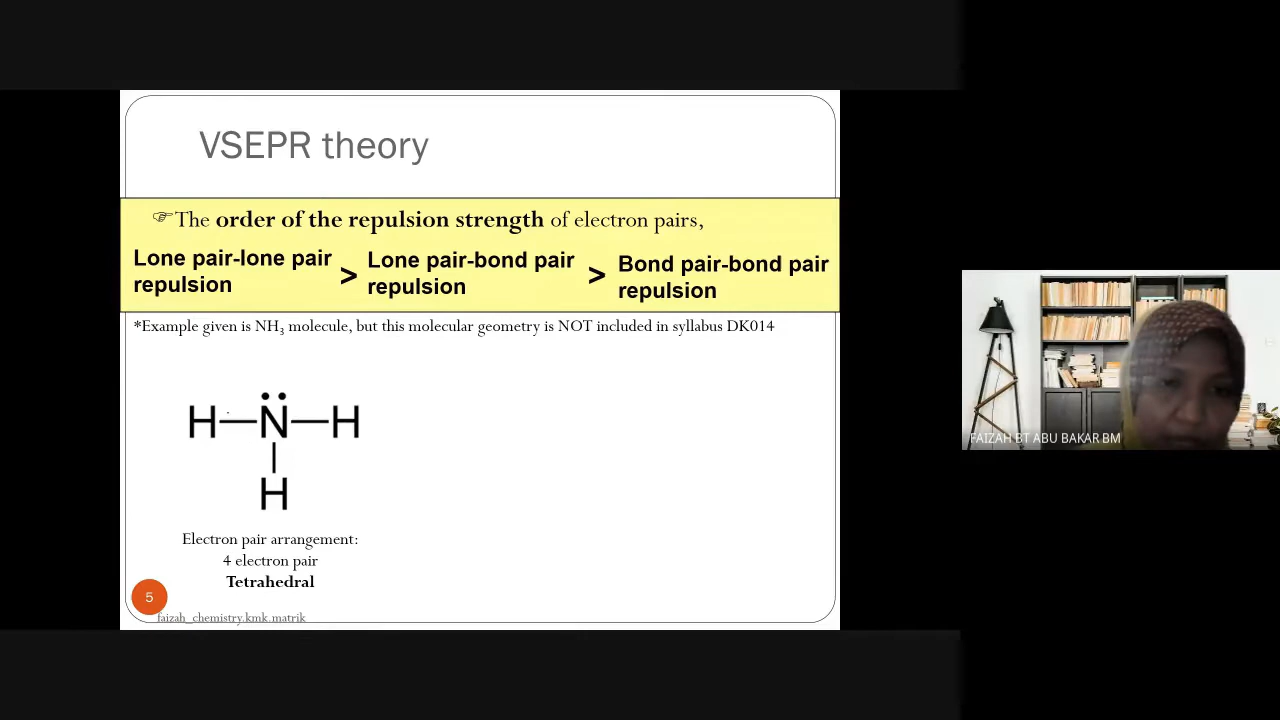 VSEPR theory
☞The order of the repulsion strength of electron pairs,
Lone pair-lone pair repulsion > Lone pair-bond pair repulsion > Bond pair-bond pair repulsion
*Example given is NH₃ molecule, but this molecular geometry is NOT included in syllabus DK014
H—N̈—H
H
Electron pair arrangement:
4 electron pair
Tetrahedral
5
faizah_chemistry.kmk.matrik
FAIZAH BT ABU BAKAR BM